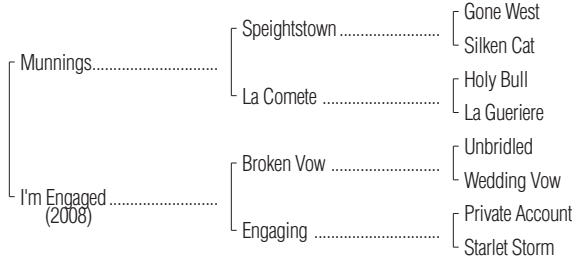 Gone West
Speightstown
Silken Cat
Munnings
Holy Bull
La Comete
La Gueriere
Unbridled
Broken Vow
Wedding Vow
I'm Engaged
(2008)
Private Account
Engaging
Starlet Storm